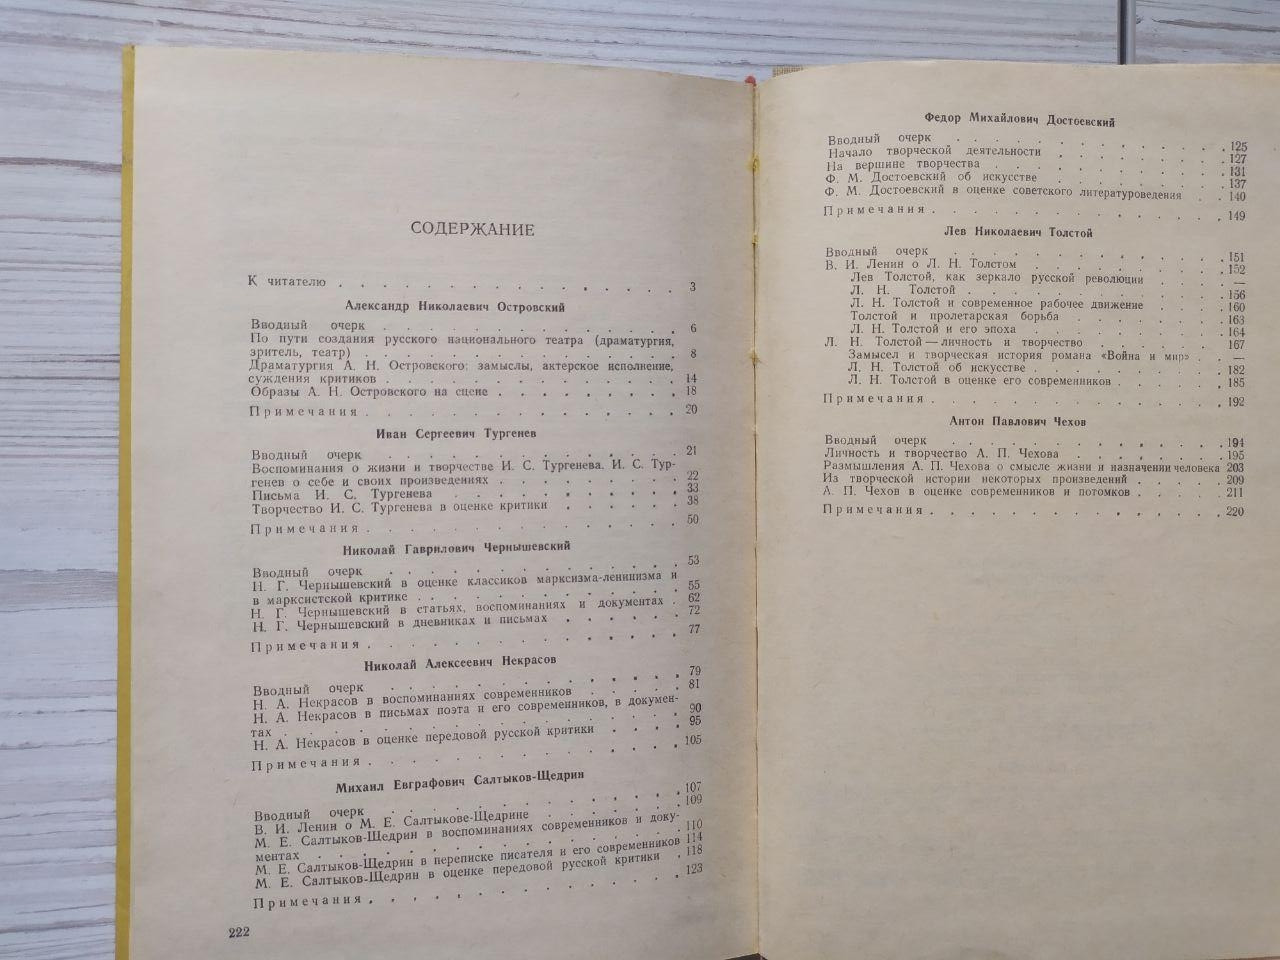 СОДЕРЖАНИЕ
К читателю . . . . . . . . . . . . . . . . 3
Александр Николаевич Островский
Вводный очерк . . . . . . . . . . . . . . 6
По пути создания русского национального театра (драматургия,
зритель, театр) . . . . . . . . . . . . . . 8
Драматургия А. Н. Островского: замыслы, актерское исполнение,
суждения критиков . . . . . . . . . . . . . 14
Образы А. Н. Островского на сцене . . . . . . . . 18
Примечания . . . . . . . . . . . . . . 20
Иван Сергеевич Тургенев
Вводный очерк . . . . . . . . . . . . . 21
Воспоминания о жизни и творчестве И. С. Тургенева. И. С. Тур-
генев о себе и своих произведениях . . . . . . . . 22
Письма И. С. Тургенева . . . . . . . . . . 33
Творчество И. С. Тургенева в оценке критики . . . . . . 38
Примечания . . . . . . . . . . . . . . 50
Николай Гаврилович Чернышевский
Вводный очерк . . . . . . . . . . . . . 53
Н. Г. Чернышевский в оценке классиков марксизма-ленинизма и
в марксистской критике . . . . . . . . . . . 55
Н. Г. Чернышевский в статьях, воспоминаниях и документах . 62
Н. Г. Чернышевский в дневниках и письмах . . . . . . 72
Примечания . . . . . . . . . . . . . . 77
Николай Алексеевич Некрасов
Вводный очерк . . . . . . . . . . . . . 79
Н. А. Некрасов в воспоминаниях современников . . . . . 81
Н. А. Некрасов в письмах поэта и его современников, в докумен-
тах . . . . . . . . . . . . . . . . 90
Н. А. Некрасов в оценке передовой русской критики . . . . 95
Примечания . . . . . . . . . . . . . . 105
Михаил Евграфович Салтыков-Щедрин
Вводный очерк . . . . . . . . . . . . . 107
В. И. Ленин о М. Е. Салтыкове-Щедрине . . . . . . 109
М. Е. Салтыков-Щедрин в воспоминаниях современников и доку-
ментах . . . . . . . . . . . . . . . 110
М. Е. Салтыков-Щедрин в переписке писателя и его современников 114
М. Е. Салтыков-Щедрин в оценке передовой русской критики . 118
Примечания . . . . . . . . . . . . . . 123
222
Федор Михайлович Достоевский
Вводный очерк . . . . . . . . . . . . . 125
Начало творческой деятельности . . . . . . . . . 127
На вершине творчества . . . . . . . . . . . 131
Ф. М. Достоевский об искусстве . . . . . . . . . 137
Ф. М. Достоевский в оценке советского литературоведения . . 140
Примечания . . . . . . . . . . . . . . 149
Лев Николаевич Толстой
Вводный очерк . . . . . . . . . . . . . 151
В. И. Ленин о Л. Н. Толстом . . . . . . . . . 152
Лев Толстой, как зеркало русской революции . . . . —
Л. Н. Толстой . . . . . . . . . . . . 156
Л. Н. Толстой и современное рабочее движение . . . . 160
Толстой и пролетарская борьба . . . . . . . . 163
Л. Н. Толстой и его эпоха . . . . . . . . . 164
Л. Н. Толстой — личность и творчество . . . . . . . 167
Замысел и творческая история романа «Война и мир» . . —
Л. Н. Толстой об искусстве . . . . . . . . . 182
Л. Н. Толстой в оценке его современников . . . . . 185
Примечания . . . . . . . . . . . . . . 192
Антон Павлович Чехов
Вводный очерк . . . . . . . . . . . . . 194
Личность и творчество А. П. Чехова . . . . . . . . 195
Размышления А. П. Чехова о смысле жизни и назначении человека 203
Из творческой истории некоторых произведений . . . . . 209
А. П. Чехов в оценке современников и потомков . . . . . 211
Примечания . . . . . . . . . . . . . . 220